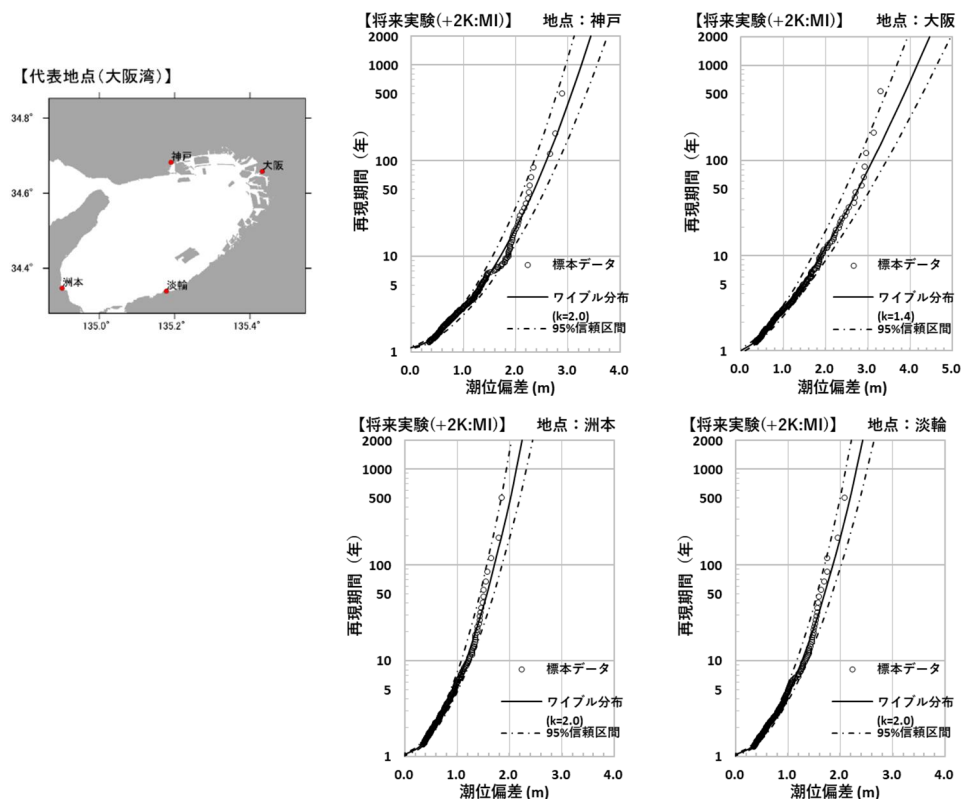 【代表地点(大阪湾)】
34.8°
34.6°
34.4°
135.0°
135.2°
135.4°
神戸
大阪
洲本
淡輪
【将来実験(+2K:MI)】 地点：神戸
再現期間 (年)
2000
1000
500
100
50
10
5
1
標本データ
ワイブル分布
(k=2.0)
95%信頼区間
0.0 1.0 2.0 3.0 4.0
潮位偏差 (m)
【将来実験(+2K:MI)】 地点：大阪
再現期間 (年)
2000
1000
500
100
50
10
5
1
標本データ
ワイブル分布
(k=1.4)
95%信頼区間
0.0 1.0 2.0 3.0 4.0 5.0
潮位偏差 (m)
【将来実験(+2K:MI)】 地点：洲本
再現期間 (年)
2000
1000
500
100
50
10
5
1
標本データ
ワイブル分布
(k=2.0)
95%信頼区間
0.0 1.0 2.0 3.0 4.0
潮位偏差 (m)
【将来実験(+2K:MI)】 地点：淡輪
再現期間 (年)
2000
1000
500
100
50
10
5
1
標本データ
ワイブル分布
(k=2.0)
95%信頼区間
0.0 1.0 2.0 3.0 4.0
潮位偏差 (m)